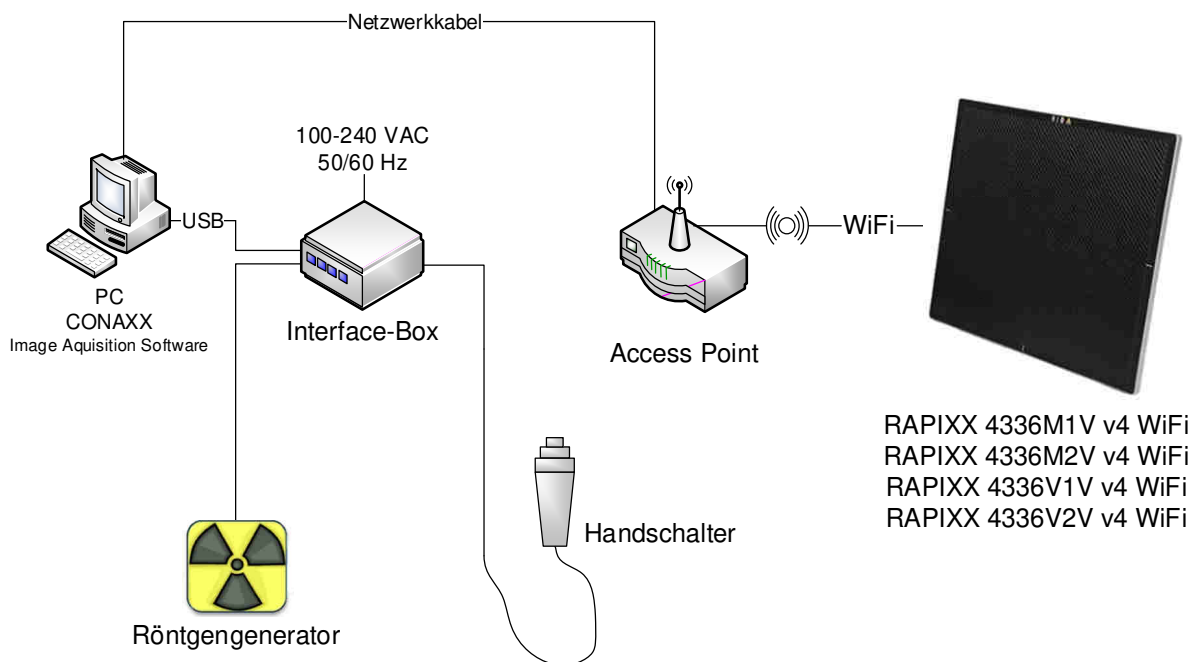 Netzwerkkabel
100-240 VAC
50/60 Hz
USB
WiFi
PC
CONAXX
Image Aquisition Software
Interface-Box
Access Point
RAPIXX 4336M1V v4 WiFi
RAPIXX 4336M2V v4 WiFi
RAPIXX 4336V1V v4 WiFi
RAPIXX 4336V2V v4 WiFi
Handschalter
Röntgengenerator